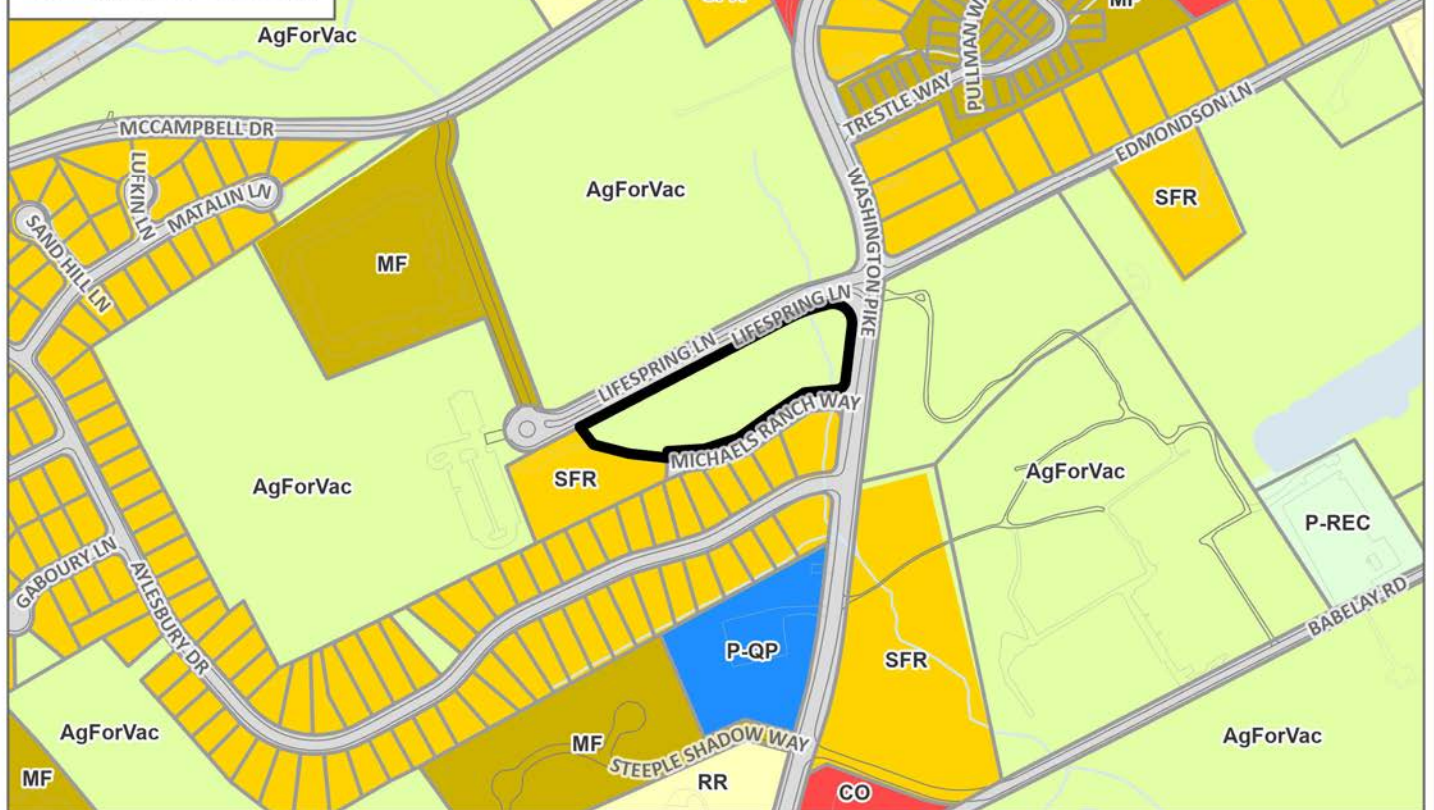 AgForVac
MF
PULLMAN WA
TRESTLE WAY
EDMONDSON LN
MCCAMPBELL DR
LUFKIN LN
MATALIN LN
SAND HILL LN
AgForVac
SFR
WASHINGTON PIKE
MF
LIFESPRING LN
LIFESPRING LN
MICHAELS RANCH WAY
AgForVac
SFR
AgForVac
P-REC
GABOURY LN
AYLESBURY DR
BABELAY RD
P-QP
SFR
AgForVac
MF
STEEPLE SHADOW WAY
AgForVac
MF
RR
CO